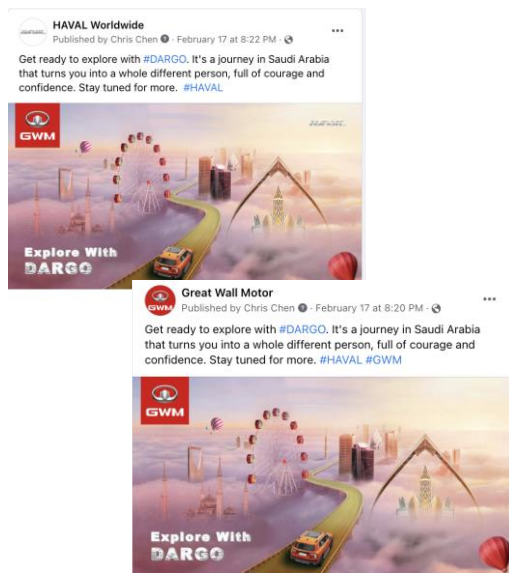 HAVAL Worldwide
Published by Chris Chen · February 17 at 8:22 PM ·
Get ready to explore with #DARGO. It's a journey in Saudi Arabia
that turns you into a whole different person, full of courage and
confidence. Stay tuned for more. #HAVAL
GWM
HAVAL
Explore With
DARGO
Great Wall Motor
Published by Chris Chen · February 17 at 8:20 PM ·
Get ready to explore with #DARGO. It's a journey in Saudi Arabia
that turns you into a whole different person, full of courage and
confidence. Stay tuned for more. #HAVAL #GWM
GWM
Explore With
DARGO